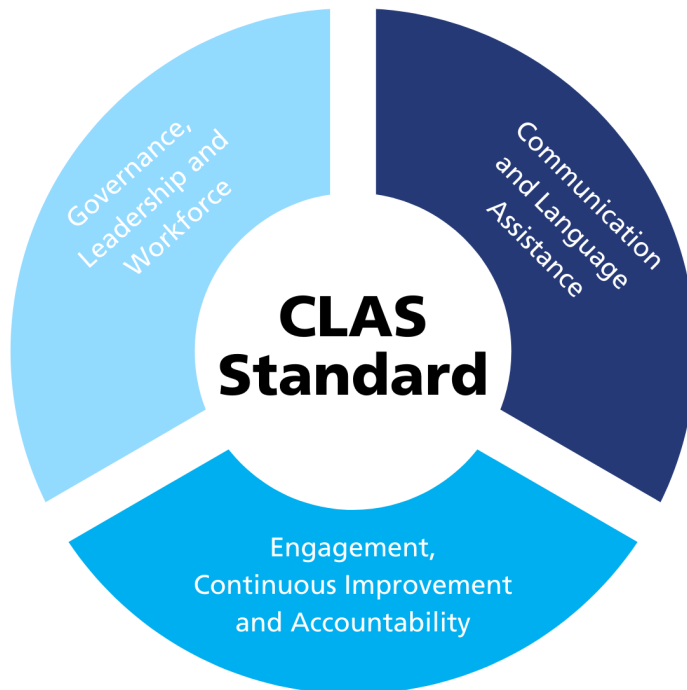 Governance,
Leadership and
Workforce
Communication
and Language
Assistance
CLAS
Standard
Engagement,
Continuous Improvement
and Accountability